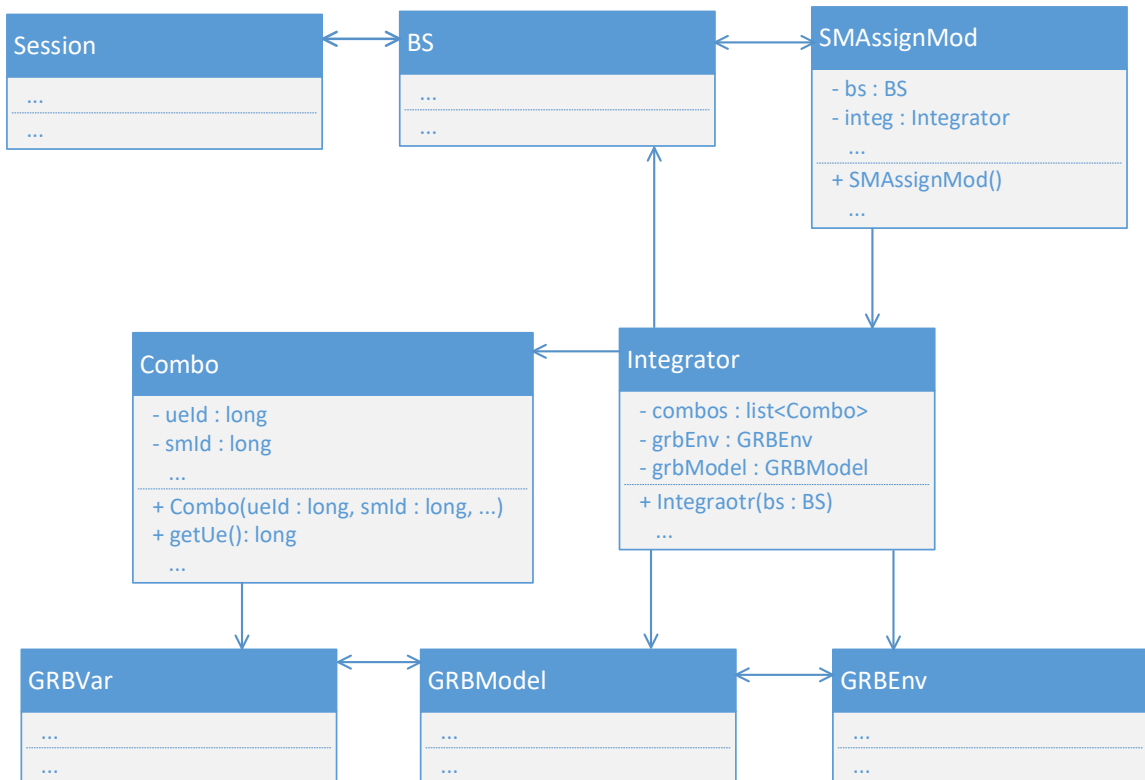 Session
...
...
BS
...
...
SMAssignMod
- bs : BS
- integ : Integrator
...
+ SMAssignMod()
...
Combo
- ueId : long
- smId : long
...
+ Combo(ueId : long, smId : long, ...)
+ getUe(): long
...
Integrator
- combos : list<Combo>
- grbEnv : GRBEnv
- grbModel : GRBModel
+ Integraotr(bs : BS)
...
GRBVar
...
...
GRBModel
...
...
GRBEnv
...
...